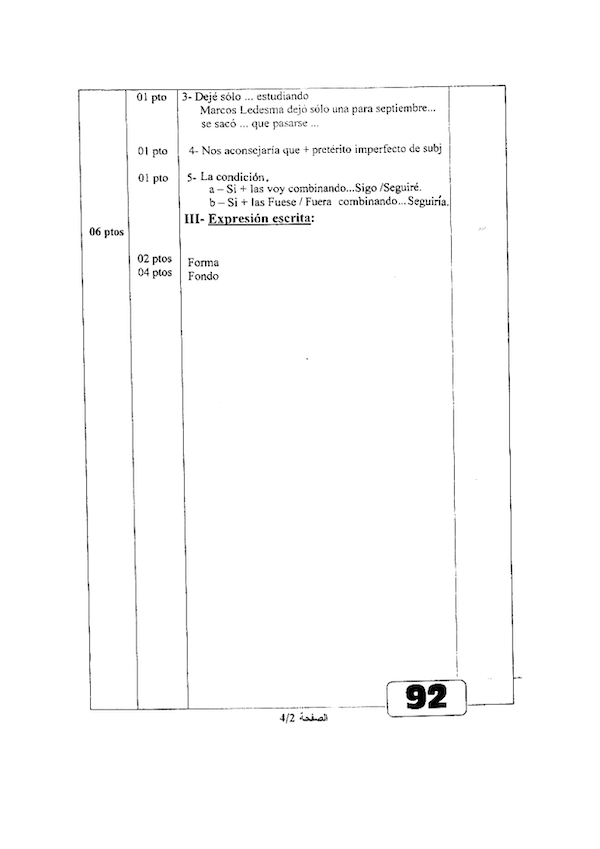 01 pto 3- Dejé sólo ... estudiando
Marcos Ledesma dejó sólo una para septiembre...
se sacó ... que pasarse ...
01 pto 4- Nos aconsejaría que + pretérito imperfecto de subj
01 pto 5- La condición.
a – Si + las voy combinando...Sigo /Seguiré.
b – Si + las Fuese / Fuera combinando... Seguiría.
III- Expresión escrita:
06 ptos
02 ptos Forma
04 ptos Fondo
92
الصفحة 4/2